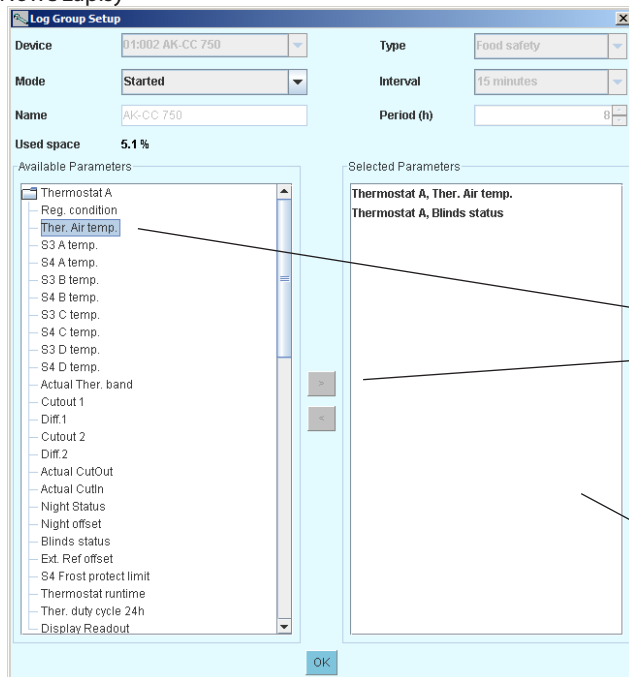 Log Group Setup
Device 01:002 AK-CC 750 Type Food safety
Mode Started Interval 15 minutes
Name AK-CC 750 Period (h) 8
Used space 5.1 %
Available Parameters Selected Parameters
Thermostat A
Reg. condition
Ther. Air temp.
S3 A temp.
S4 A temp.
S3 B temp.
S4 B temp.
S3 C temp.
S4 C temp.
S3 D temp.
S4 D temp.
Actual Ther. band
Cutout 1
Diff.1
Cutout 2
Diff.2
Actual CutOut
Actual CutIn
Night Status
Night offset
Blinds status
Ext. Ref offset
S4 Frost protect limit
Thermostat runtime
Ther. duty cycle 24h
Display Readout
Thermostat A, Ther. Air temp.
Thermostat A, Blinds status
>
<
OK